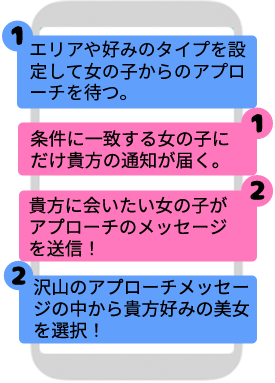 1
エリアや好みのタイプを設
定して女の子からのアプロ
ーチを待つ。
1
条件に一致する女の子に
だけ貴方の通知が届く。
2
貴方に会いたい女の子が
アプローチのメッセージ
を送信！
2
沢山のアプローチメッセー
ジの中から貴方好みの美女
を選択！